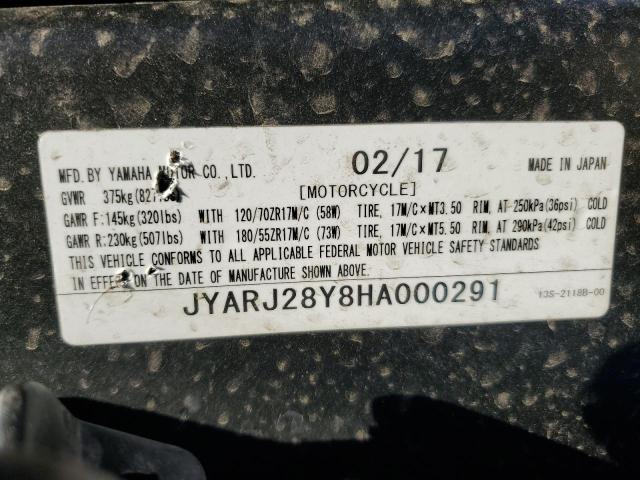 MFD. BY YAMAHA MOTOR CO., LTD. 02/17 MADE IN JAPAN
GVWR 375kg [MOTORCYCLE]
GAWR F:145kg(320lbs) WITH 120/70ZR17M/C (58W) TIRE, 17M/C×MT3.50 RIM, AT 250kPa(36psi) COLD
GAWR R:230kg(507lbs) WITH 180/55ZR17M/C (73W) TIRE, 17M/C×MT5.50 RIM, AT 290kPa(42psi) COLD
THIS VEHICLE CONFORMS TO ALL APPLICABLE FEDERAL MOTOR VEHICLE SAFETY STANDARDS
IN EFFECT ON THE DATE OF MANUFACTURE SHOWN ABOVE.
JYARJ28Y8HA000291 13S-2118B-00